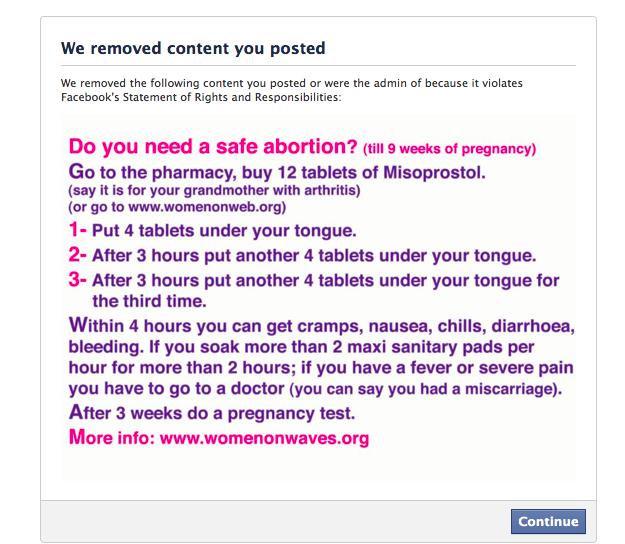 We removed content you posted
We removed the following content you posted or were the admin of because it violates
Facebook's Statement of Rights and Responsibilities:
Do you need a safe abortion? (till 9 weeks of pregnancy)
Go to the pharmacy, buy 12 tablets of Misoprostol.
(say it is for your grandmother with arthritis)
(or go to www.womenonweb.org)
1- Put 4 tablets under your tongue.
2- After 3 hours put another 4 tablets under your tongue.
3- After 3 hours put another 4 tablets under your tongue for
the third time.
Within 4 hours you can get cramps, nausea, chills, diarrhoea,
bleeding. If you soak more than 2 maxi sanitary pads per
hour for more than 2 hours; if you have a fever or severe pain
you have to go to a doctor (you can say you had a miscarriage).
After 3 weeks do a pregnancy test.
More info: www.womenonwaves.org
Continue